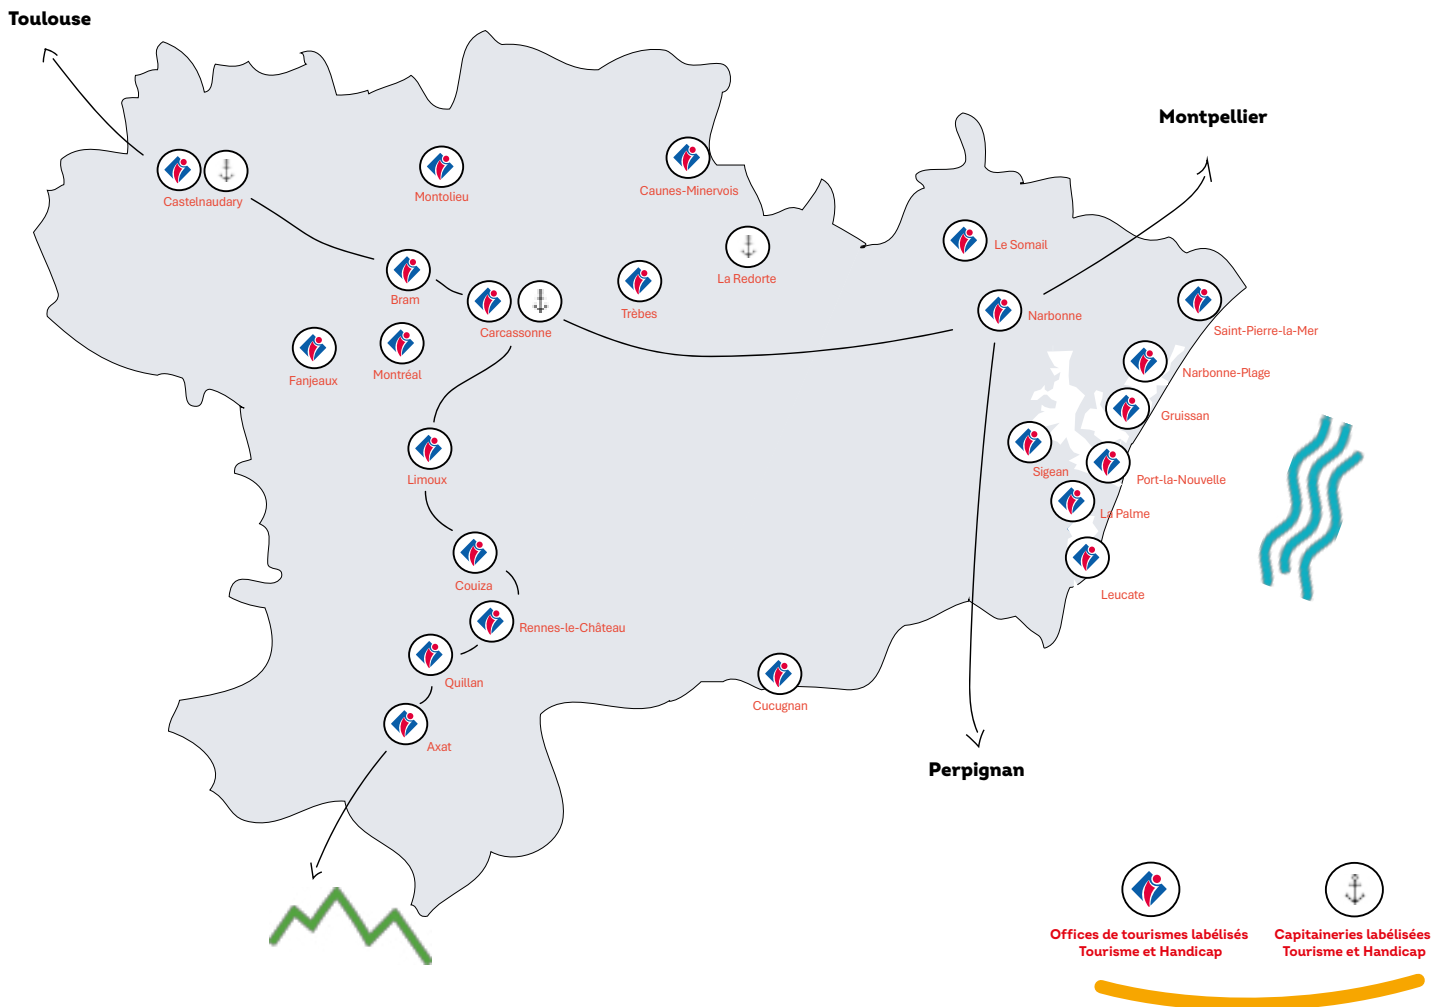 Toulouse
Montpellier
Castelnaudary
Montolieu
Caunes-Minervois
Le Somail
La Redorte
Bram
Trèbes
Carcassonne
Narbonne
Saint-Pierre-la-Mer
Fanjeaux
Montréal
Narbonne-Plage
Gruissan
Limoux
Sigean
Port-la-Nouvelle
La Palme
Couiza
Leucate
Rennes-le-Château
Quillan
Cucugnan
Axat
Perpignan
Offices de tourismes labélisés
Tourisme et Handicap
Capitaineries labélisées
Tourisme et Handicap